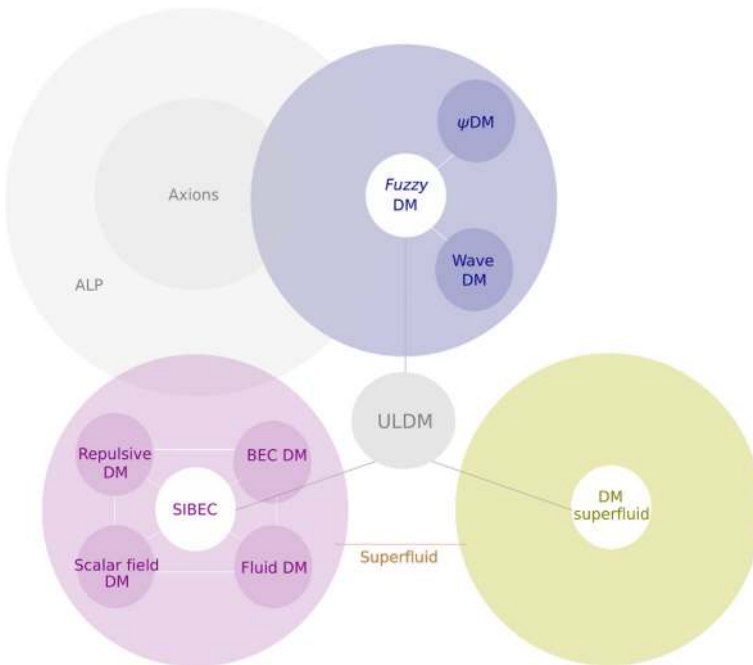 ψDM
Axions
Fuzzy
DM
Wave
DM
ALP
ULDM
Repulsive
DM
BEC DM
SIBEC
DM
superfluid
Superfluid
Scalar field
DM
Fluid DM